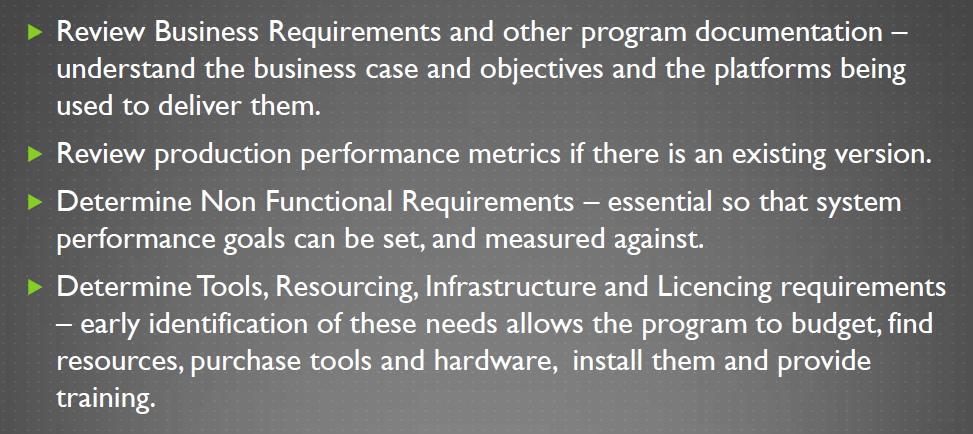 Review Business Requirements and other program documentation –
understand the business case and objectives and the platforms being
used to deliver them.
Review production performance metrics if there is an existing version.
Determine Non Functional Requirements – essential so that system
performance goals can be set, and measured against.
Determine Tools, Resourcing, Infrastructure and Licencing requirements
– early identification of these needs allows the program to budget, find
resources, purchase tools and hardware,  install them and provide
training.